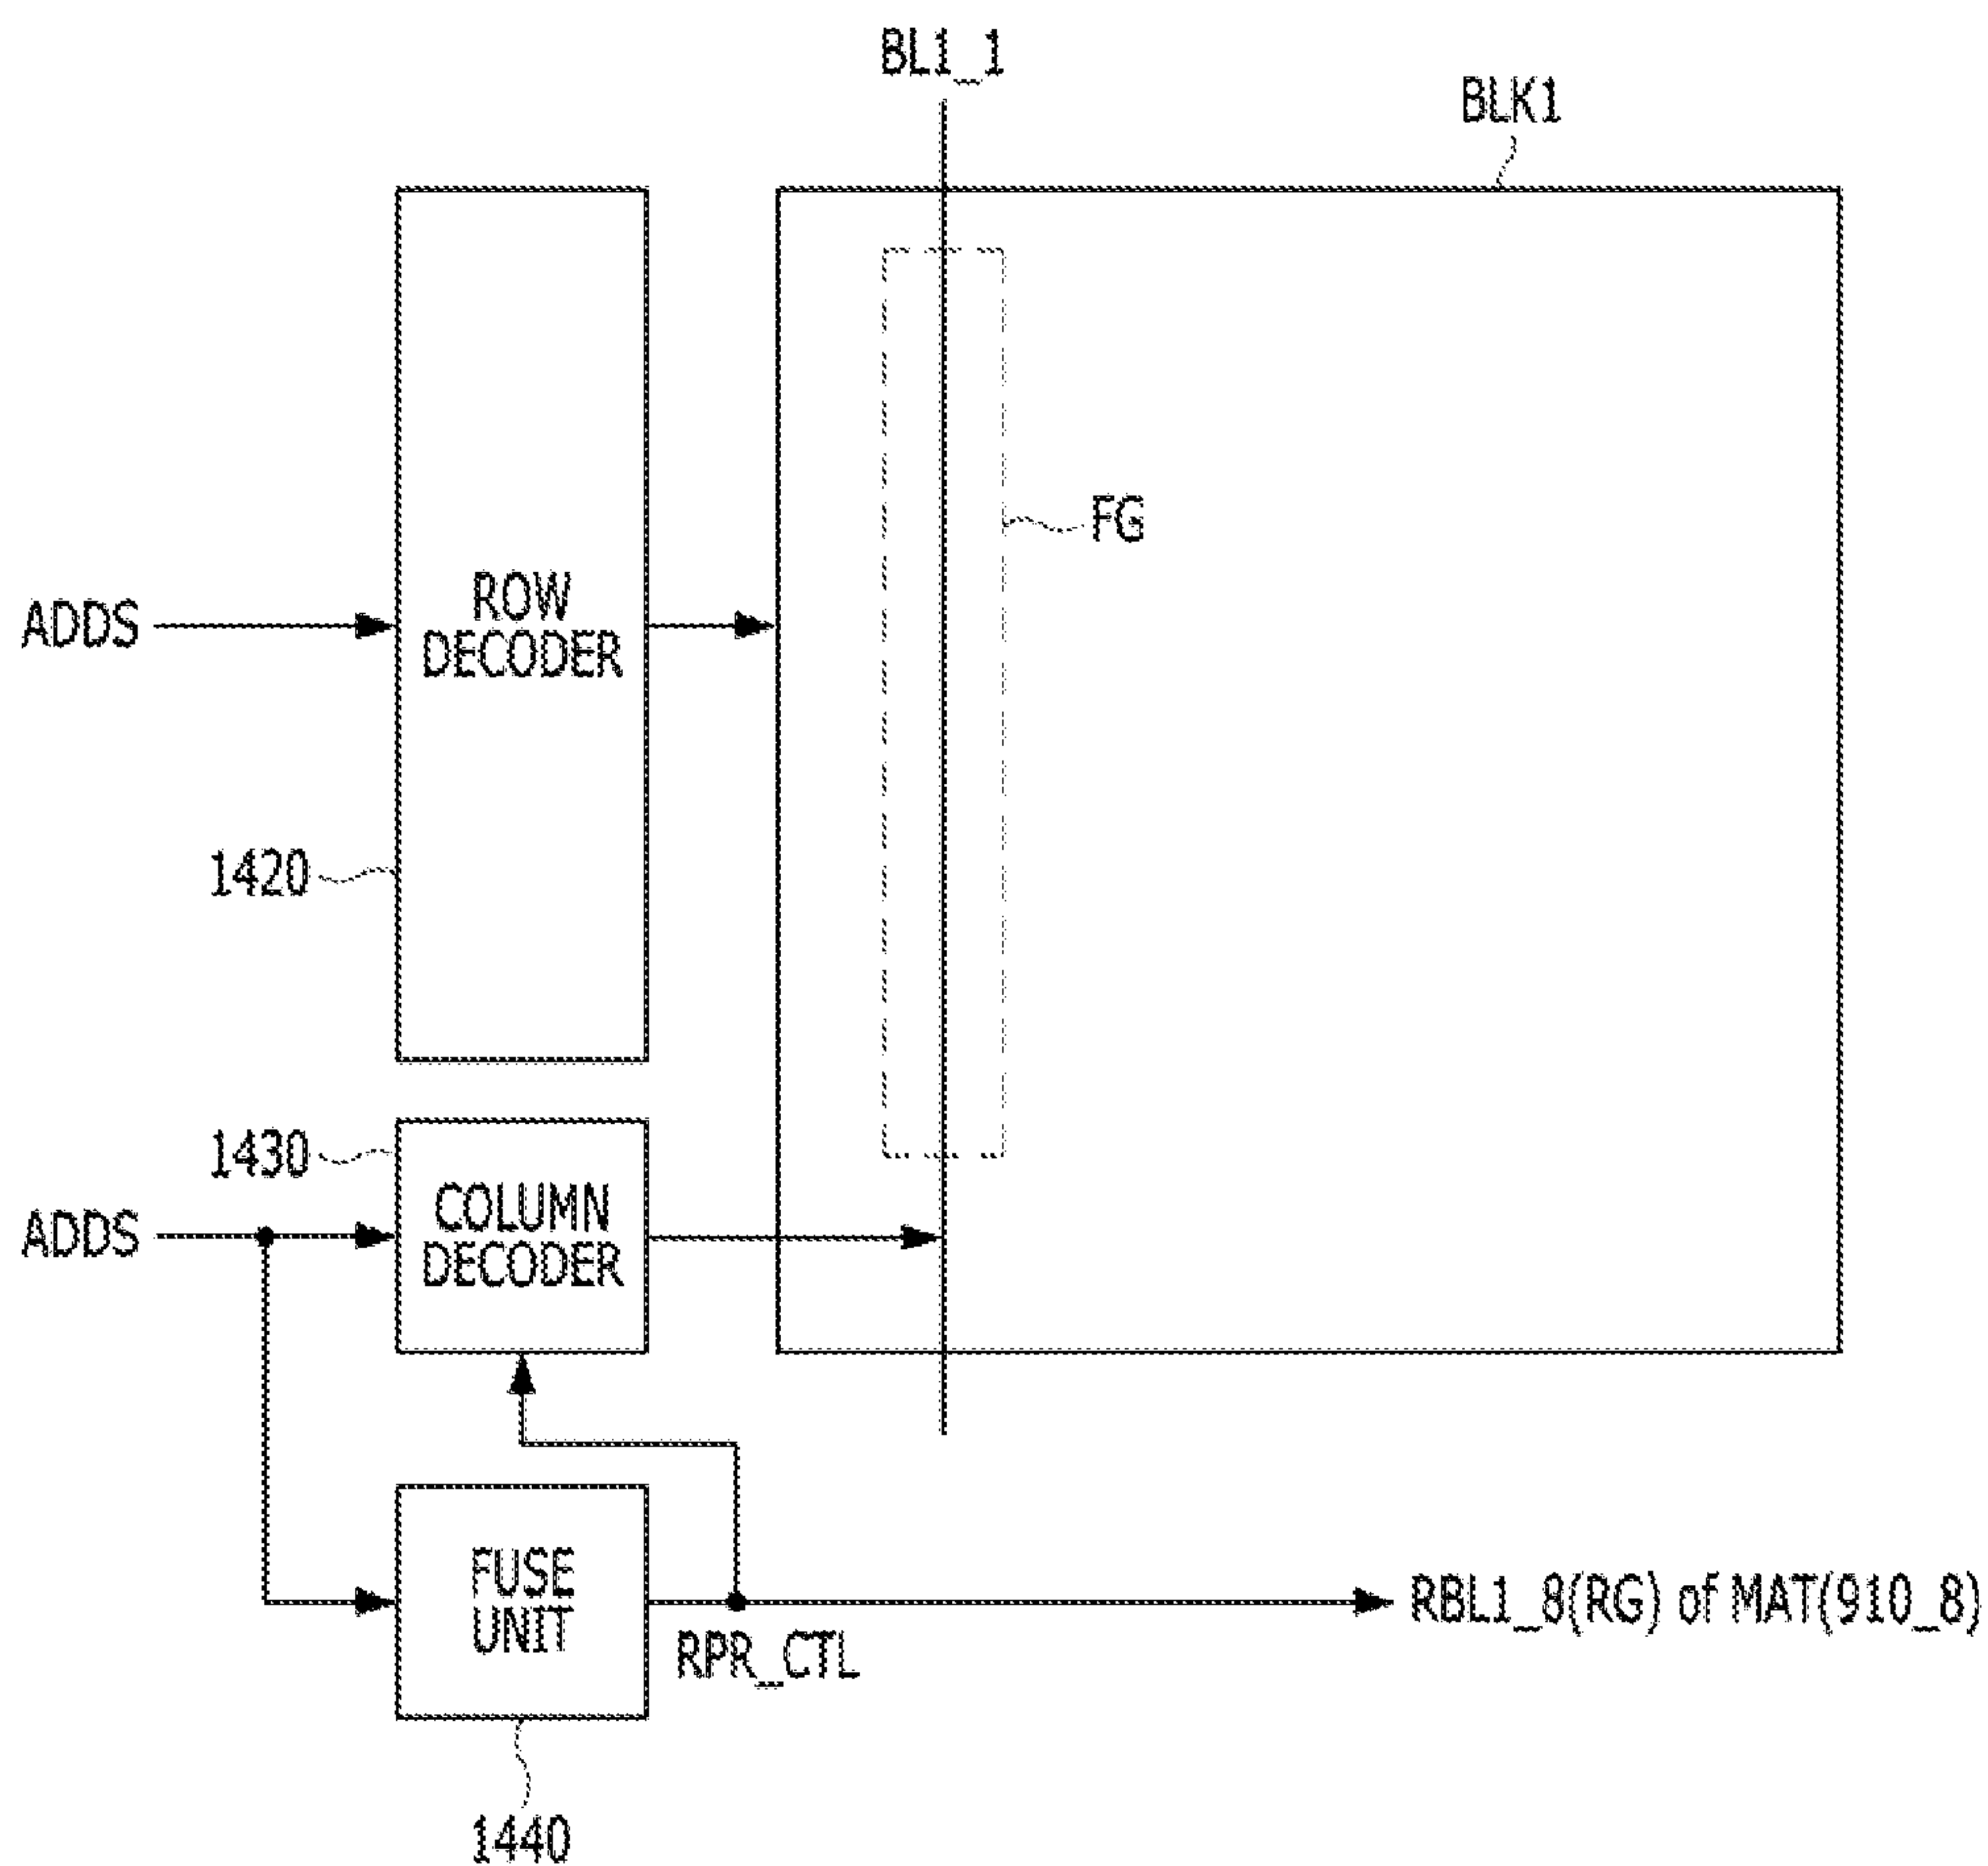 BL1_1
BLK1
FG
ADDS
ROW
DECODER
1420
1430
ADDS
COLUMN
DECODER
FUSE
UNIT
RPR_CTL
RBL1_8(RG) of MAT(910_8)
1440